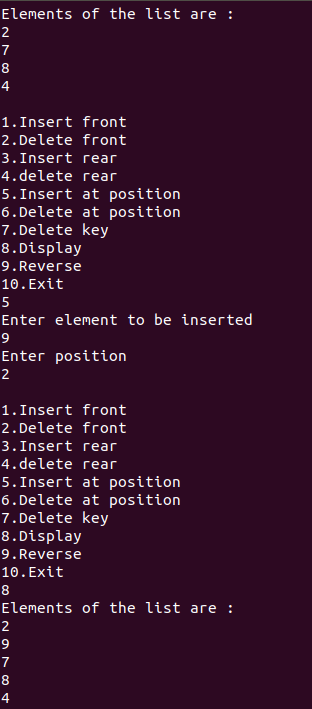 Elements of the list are :
2
7
8
4
1.Insert front
2.Delete front
3.Insert rear
4.delete rear
5.Insert at position
6.Delete at position
7.Delete key
8.Display
9.Reverse
10.Exit
5
Enter element to be inserted
9
Enter position
2
1.Insert front
2.Delete front
3.Insert rear
4.delete rear
5.Insert at position
6.Delete at position
7.Delete key
8.Display
9.Reverse
10.Exit
8
Elements of the list are :
2
9
7
8
4